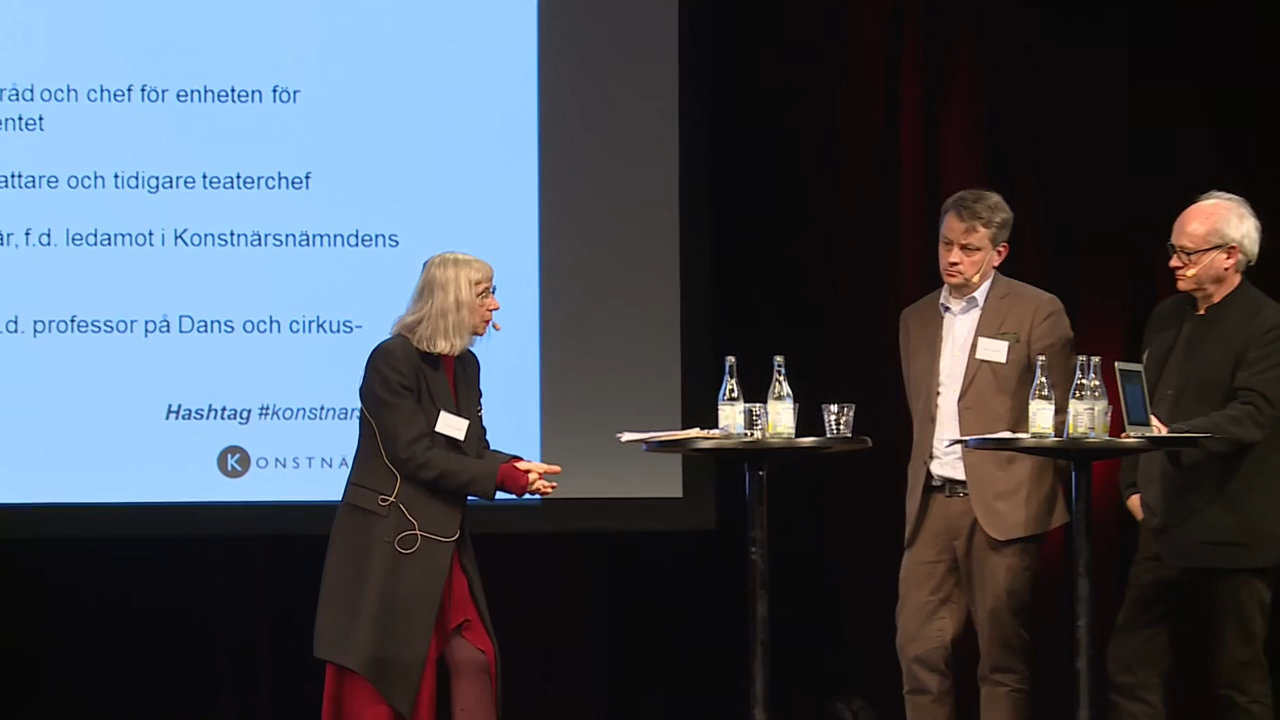 råd och chef för enheten för
entet
attare och tidigare teaterchef
är, f.d. ledamot i Konstnärsnämndens
.d. professor på Dans och cirkus-
Hashtag #konstnars
KONSTNÄ